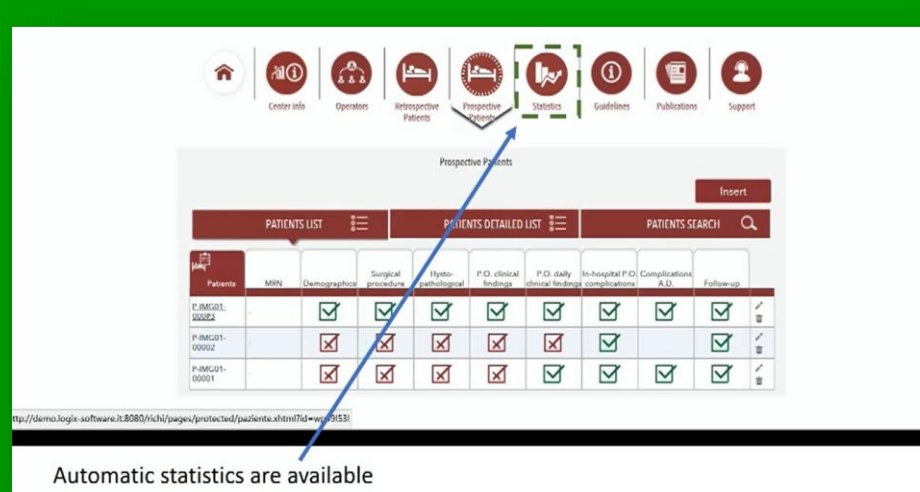 Center info
Operators
Retrospective
Patients
Prospective
Patients
Statistics
Guidelines
Publications
Support
Prospective Patients
Insert
PATIENTS LIST
PATIENTS DETAILED LIST
PATIENTS SEARCH
Patients
MRN
Demographics
Surgical
procedure
Hysto-
pathological
P.O. clinical
findings
P.O. daily
clinical findings
In-hospital P.O.
complications
Complications
A.D.
Follow-up
P-IMG01-
P-IMG01-
00002
P-IMG01-
00001
Automatic statistics are available